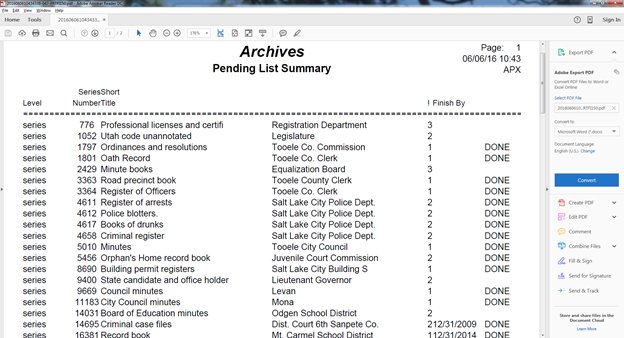 20160606104343338-047-RTFI150.pdf - Adobe Acrobat Reader DC
File Edit View Window Help
Home Tools Sign In
1 / 2 176%
Archives
Pending List Summary
Page: 1
06/06/16 10:43
APX
SeriesShort
Level NumberTitle ! Finish By
series 776 Professional licenses and certifi Registration Department 3
series 1052 Utah code unannotated Legislature 2
series 1797 Ordinances and resolutions Tooele Co. Commission 1 DONE
series 1801 Oath Record Tooele Co. Clerk 1 DONE
series 2429 Minute books Equalization Board 3
series 3363 Road precinct book Tooele County Clerk 1 DONE
series 3364 Register of Officers Tooele Co. Clerk 1 DONE
series 4611 Register of arrests Salt Lake City Police Dept. 2 DONE
series 4612 Police blotters. Salt Lake City Police Dept. 2 DONE
series 4617 Books of drunks Salt Lake City Police Dept. 2 DONE
series 4658 Criminal register Salt Lake City Police Dept. 2 DONE
series 5010 Minutes Tooele City Council 1 DONE
series 5456 Orphan's Home record book Juvenile Court Commission 2 DONE
series 8690 Building permit registers Salt Lake City Building S 1 DONE
series 9400 State candidate and office holder Lieutenant Governor 2
series 9669 Council minutes Levan 1 DONE
series 11183 City Council minutes Mona 1 DONE
series 14031 Board of Education minutes Odgen School District 2
series 14695 Criminal case files Dist. Court 6th Sanpete Co. 212/31/2009 DONE
series 16381 Record book Mt. Carmel School District 112/31/2014 DONE
Export PDF
Adobe Export PDF
Convert PDF Files to Word or Excel Online
Select PDF File
Convert to
Microsoft Word (*.docx)
Document Language:
English (U.S.) Change
Convert
Create PDF
Edit PDF
Comment
Combine Files
Fill & Sign
Send for Signature
Send & Track
Store and share files in the Document Cloud